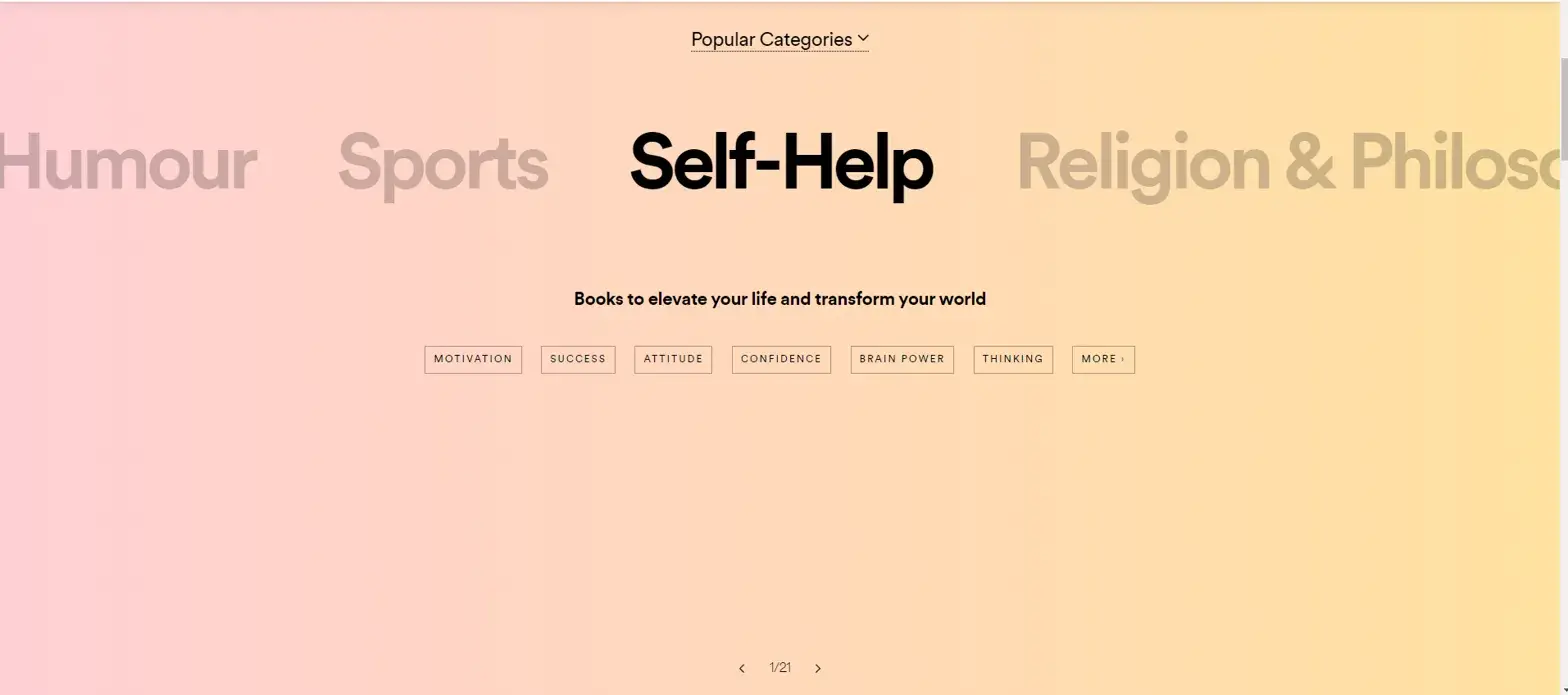 Popular Categories
Humour Sports Self-Help Religion & Philoso
Books to elevate your life and transform your world
MOTIVATION SUCCESS ATTITUDE CONFIDENCE BRAIN POWER THINKING MORE ›
‹ 1/21 ›